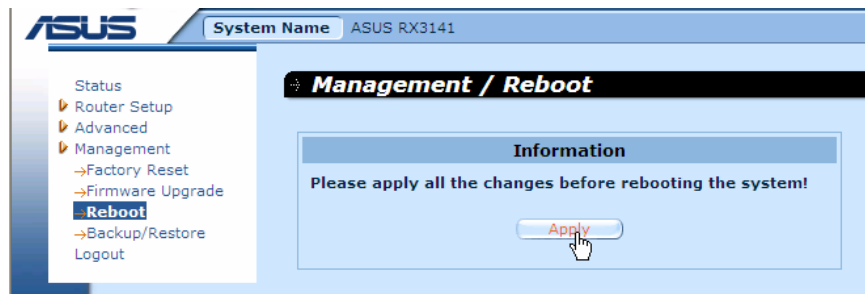 ASUS
System Name ASUS RX3141
Status
Router Setup
Advanced
Management
→Factory Reset
→Firmware Upgrade
→Reboot
→Backup/Restore
Logout
Management / Reboot
Information
Please apply all the changes before rebooting the system!
Apply